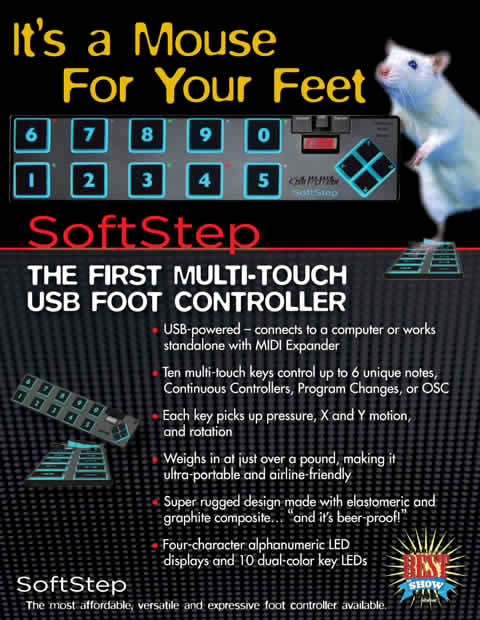 It's a Mouse
For Your Feet
6 7 8 9 0
1 2 3 4 5
SoftStep
SoftStep
THE FIRST MULTI-TOUCH
USB FOOT CONTROLLER
• USB-powered – connects to a computer or works
standalone with MIDI Expander
• Ten multi-touch keys control up to 6 unique notes,
Continuous Controllers, Program Changes, or OSC
• Each key picks up pressure, X and Y motion,
and rotation
• Weighs in at just over a pound, making it
ultra-portable and airline-friendly
• Super rugged design made with elastomeric and
graphite composite… “and it's beer-proof!”
• Four-character alphanumeric LED
displays and 10 dual-color key LEDs
BEST
SHOW
SoftStep
The most affordable, versatile and expressive foot controller available.